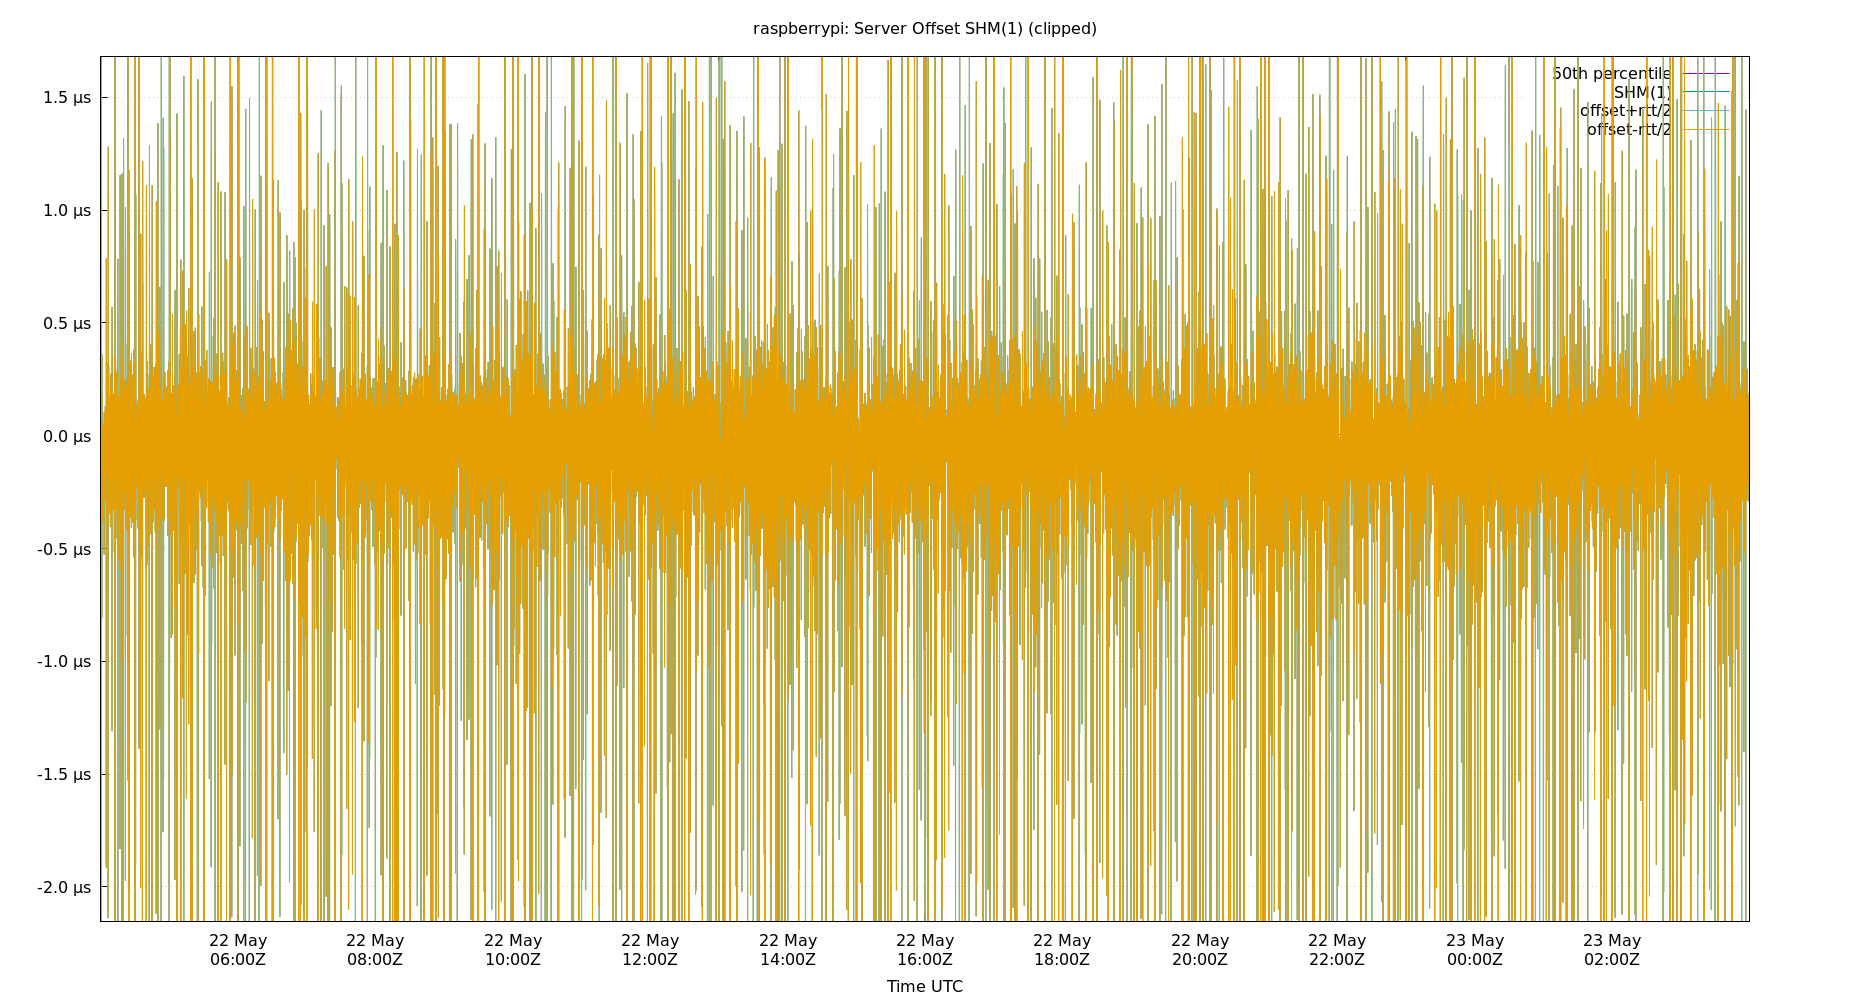 raspberrypi: Server Offset SHM(1) (clipped)
50th percentile
SHM(1)
offset+rtt/2
offset-rtt/2
1.5 µs
1.0 µs
0.5 µs
0.0 µs
-0.5 µs
-1.0 µs
-1.5 µs
-2.0 µs
22 May 22 May 22 May 22 May 22 May 22 May 22 May 22 May 22 May 23 May 23 May
06:00Z 08:00Z 10:00Z 12:00Z 14:00Z 16:00Z 18:00Z 20:00Z 22:00Z 00:00Z 02:00Z
Time UTC